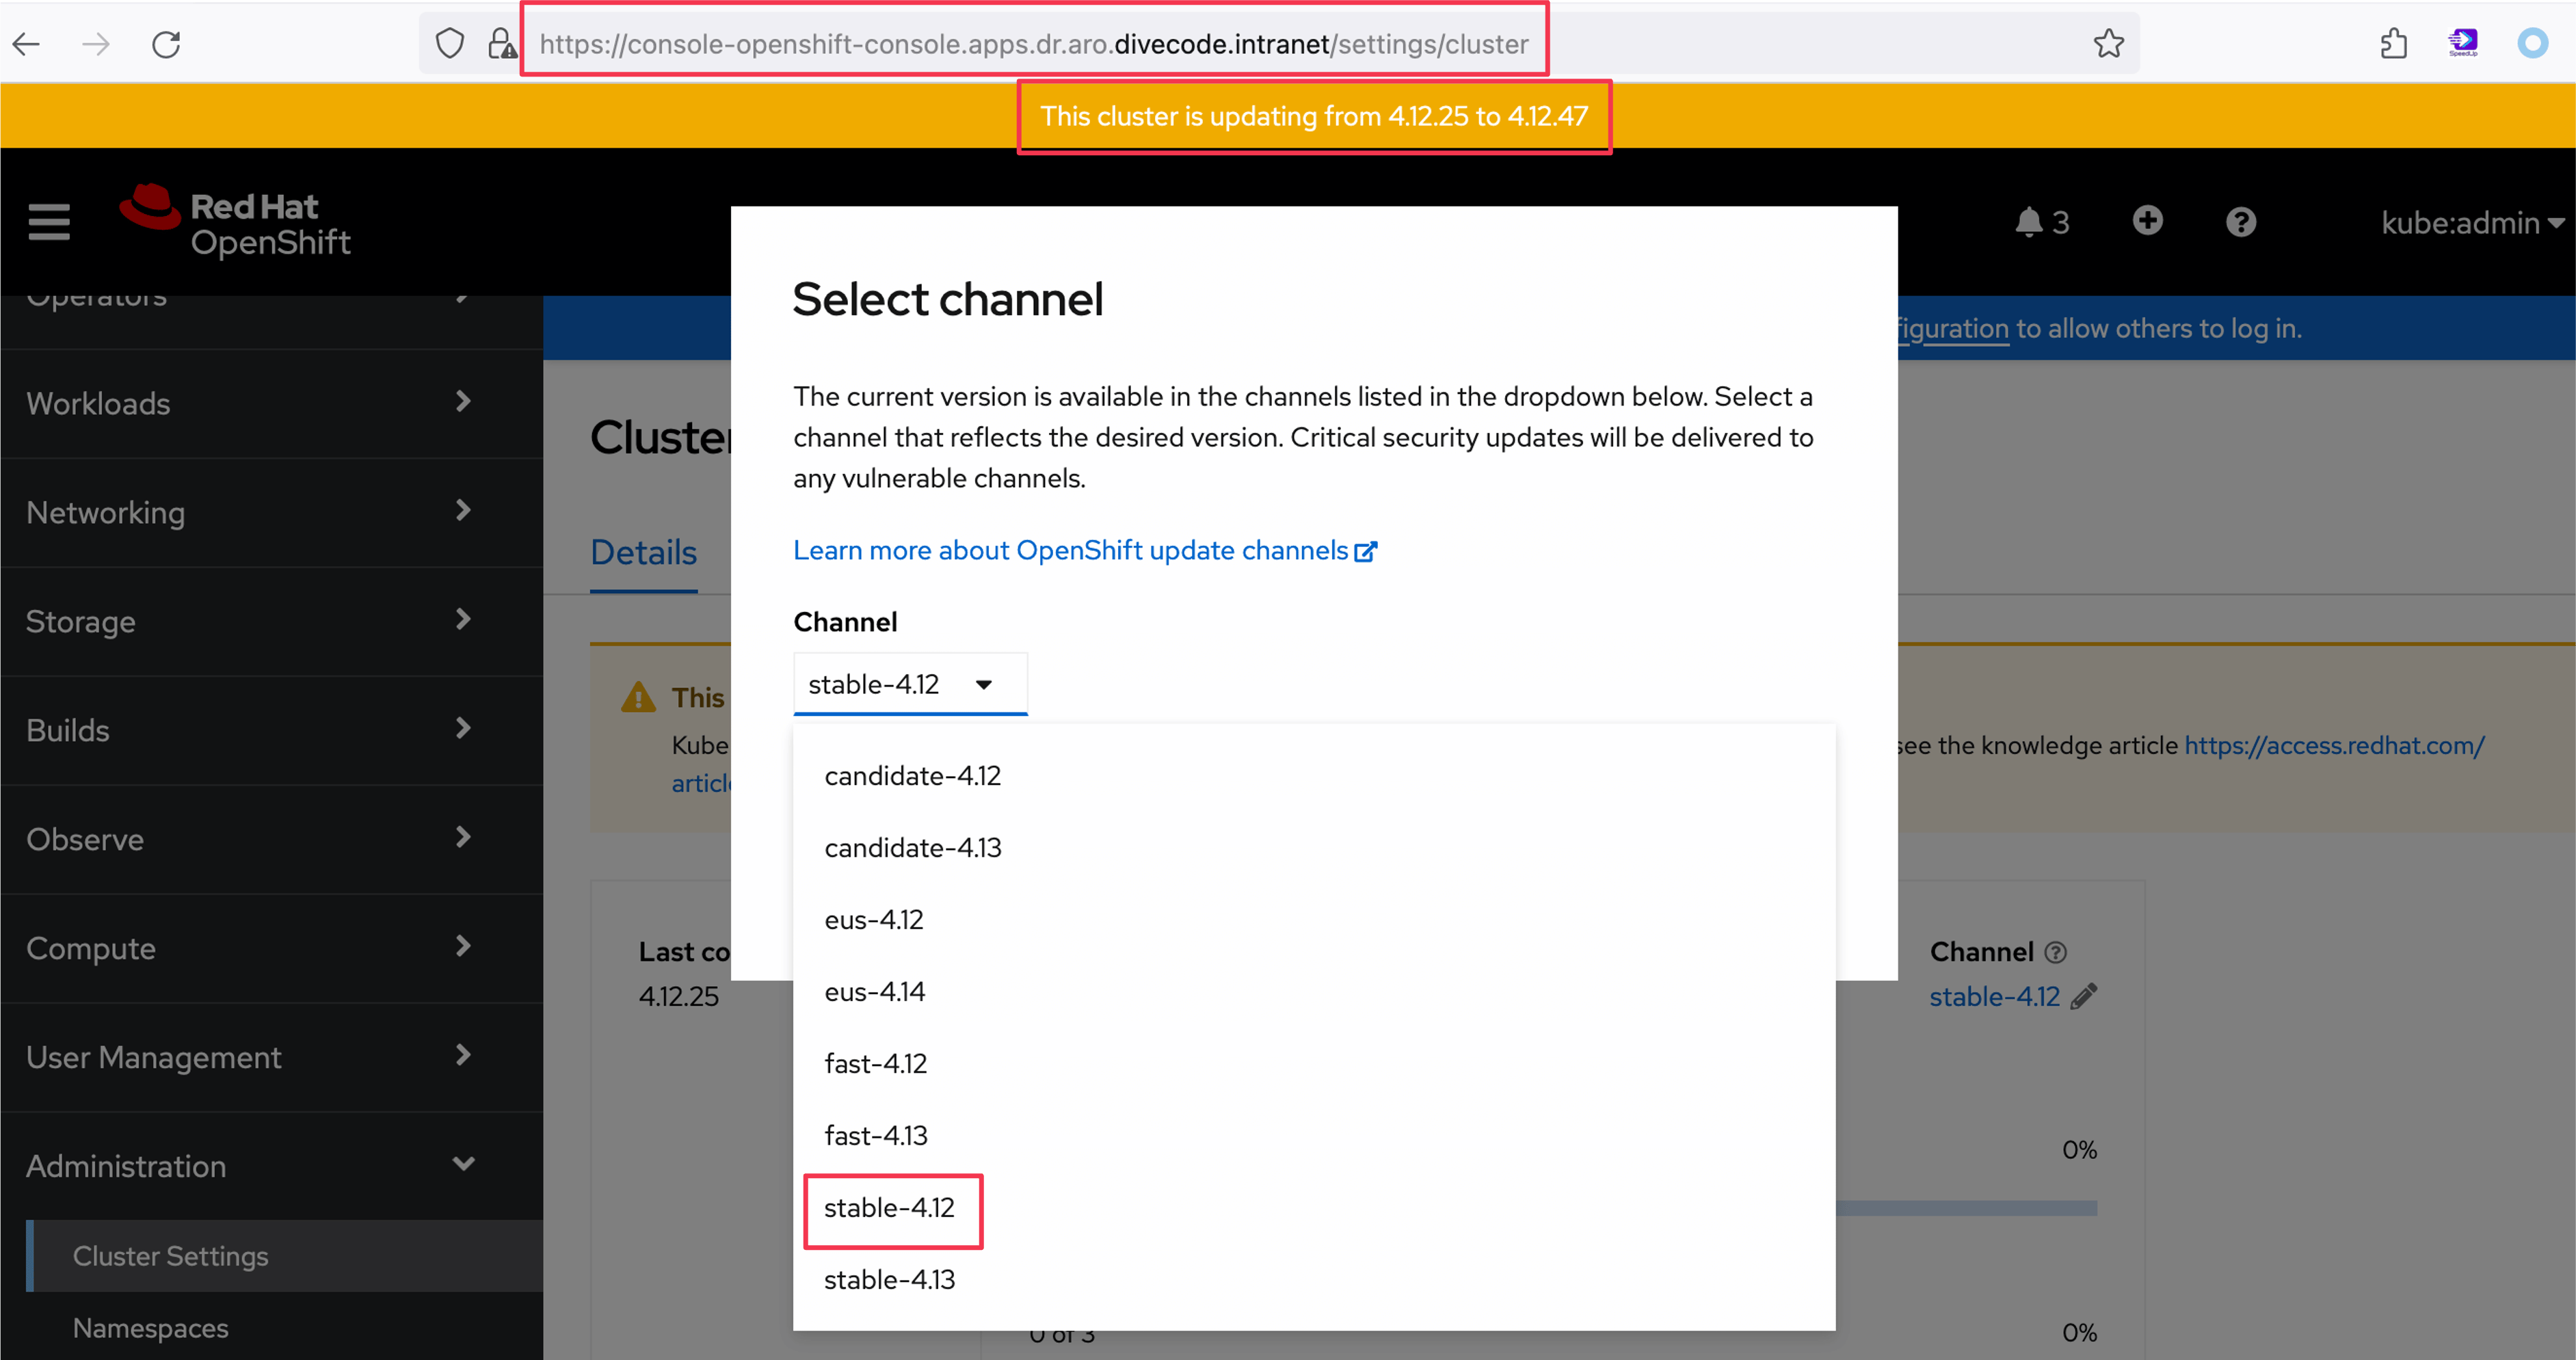 https://console-openshift-console.apps.dr.aro.divecode.intranet/settings/cluster
SpeedUp
This cluster is updating from 4.12.25 to 4.12.47
Red Hat
OpenShift
3
kube:admin
Operators
Workloads
Networking
Storage
Builds
Observe
Compute
User Management
Administration
Cluster Settings
Namespaces
figuration to allow others to log in.
Cluster
Details
This
Kube
see the knowledge article https://access.redhat.com/
article
Last co
4.12.25
Channel
stable-4.12
0%
0 of 3
0%
Select channel
The current version is available in the channels listed in the dropdown below. Select a
channel that reflects the desired version. Critical security updates will be delivered to
any vulnerable channels.
Learn more about OpenShift update channels
Channel
stable-4.12
candidate-4.12
candidate-4.13
eus-4.12
eus-4.14
fast-4.12
fast-4.13
stable-4.12
stable-4.13